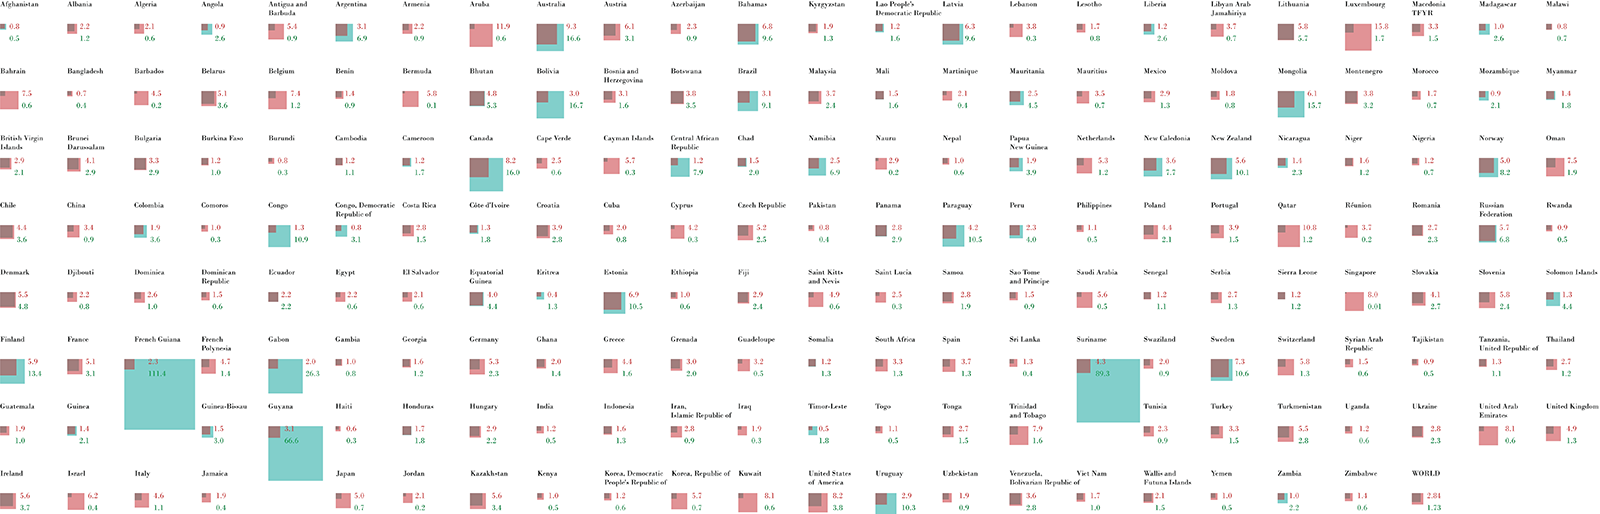 Afghanistan
0.8
0.5
Albania
2.2
1.2
Algeria
2.1
0.6
Angola
0.9
2.6
Antigua and
Barbuda
5.4
0.9
Argentina
3.1
6.9
Armenia
2.2
0.9
Aruba
11.9
0.6
Australia
9.3
16.6
Austria
6.1
3.1
Azerbaijan
2.3
0.9
Bahamas
6.8
9.6
Kyrgyzstan
1.9
1.3
Lao People's
Democratic Republic
1.2
1.6
Latvia
6.3
9.6
Lebanon
3.8
0.3
Lesotho
1.7
0.8
Liberia
1.2
2.6
Libyan Arab
Jamahiriya
3.7
0.7
Lithuania
5.8
5.7
Luxembourg
15.8
1.7
Macedonia
TFYR
3.3
1.5
Madagascar
1.0
2.6
Malawi
0.8
0.7
Bahrain
7.5
0.6
Bangladesh
0.7
0.4
Barbados
4.5
0.2
Belarus
5.1
3.6
Belgium
7.4
1.2
Benin
1.4
0.9
Bermuda
5.8
0.1
Bhutan
4.8
5.3
Bolivia
3.0
16.7
Bosnia and
Herzegovina
3.1
1.6
Botswana
3.8
3.5
Brazil
3.1
9.1
Malaysia
3.7
2.4
Mali
1.5
1.6
Martinique
2.1
0.4
Mauritania
2.5
1.5
Mauritius
3.5
0.7
Mexico
2.9
1.3
Moldova
1.8
0.8
Mongolia
6.1
15.7
Montenegro
3.8
3.2
Morocco
1.7
0.7
Mozambique
0.9
2.1
Myanmar
1.4
1.8
British Virgin
Islands
2.9
2.1
Brunei
Darussalam
4.1
2.9
Bulgaria
3.3
2.9
Burkina Faso
1.2
1.0
Burundi
0.8
0.3
Cambodia
1.2
1.1
Cameroon
1.2
1.7
Canada
8.2
16.0
Cape Verde
2.5
0.6
Cayman Islands
5.7
0.3
Central African
Republic
1.2
7.9
Chad
1.5
2.0
Namibia
2.5
6.9
Nauru
2.9
0.2
Nepal
1.0
0.6
Papua
New Guinea
1.9
3.9
Netherlands
5.3
1.2
New Caledonia
3.6
7.7
New Zealand
5.6
10.1
Nicaragua
1.4
2.3
Niger
1.6
1.2
Nigeria
1.2
0.7
Norway
5.0
8.2
Oman
7.5
1.9
Chile
4.4
3.6
China
3.4
0.9
Colombia
1.9
3.6
Comoros
1.0
0.3
Congo
1.3
10.9
Congo, Democratic
Republic of
0.8
3.1
Costa Rica
2.8
1.5
Côte d'Ivoire
1.3
1.8
Croatia
3.9
2.8
Cuba
2.0
0.8
Cyprus
4.2
0.3
Czech Republic
5.2
2.5
Pakistan
0.8
0.4
Panama
2.8
2.9
Paraguay
4.2
10.5
Peru
2.3
4.0
Philippines
1.1
0.5
Poland
4.4
2.1
Portugal
3.9
1.5
Qatar
10.8
1.2
Réunion
3.7
0.2
Romania
2.7
2.3
Russian
Federation
5.7
6.8
Rwanda
0.9
0.5
Denmark
5.5
4.8
Djibouti
2.2
0.8
Dominica
2.6
1.0
Dominican
Republic
1.5
0.6
Ecuador
2.2
2.2
Egypt
2.2
0.6
El Salvador
2.1
0.6
Equatorial
Guinea
4.0
4.4
Eritrea
0.4
1.3
Estonia
6.9
10.5
Ethiopia
1.0
0.6
Fiji
2.9
2.4
Saint Kitts
and Nevis
4.9
0.6
Saint Lucia
2.5
0.3
Samoa
2.8
1.9
Sao Tome
and Principe
1.5
0.9
Saudi Arabia
5.6
0.5
Senegal
1.2
1.1
Serbia
2.7
1.3
Sierra Leone
1.2
1.2
Singapore
8.0
0.01
Slovakia
4.1
2.7
Slovenia
5.8
2.4
Solomon Islands
1.3
4.4
Finland
5.9
13.4
France
5.1
3.1
French Guiana
2.3
111.4
French
Polynesia
4.7
1.4
Gabon
2.0
26.3
Gambia
1.0
0.8
Georgia
1.6
1.2
Germany
5.3
2.3
Ghana
2.0
1.4
Greece
4.4
1.6
Grenada
3.0
2.0
Guadeloupe
3.2
0.5
Somalia
1.2
1.3
South Africa
3.3
1.3
Spain
3.7
1.3
Sri Lanka
1.3
0.4
Suriname
4.3
89.3
Swaziland
2.0
0.9
Sweden
7.3
10.6
Switzerland
5.8
1.3
Syrian Arab
Republic
1.5
0.6
Tajikistan
0.9
0.5
Tanzania,
United Republic of
1.3
1.1
Thailand
2.7
1.2
Guatemala
1.9
1.0
Guinea
1.4
2.1
Guinea-Bissau
1.5
3.0
Guyana
3.1
66.6
Haiti
0.6
0.3
Honduras
1.7
1.8
Hungary
2.9
2.2
India
1.2
0.5
Indonesia
1.6
1.3
Iran,
Islamic Republic of
2.8
0.9
Iraq
1.9
0.3
Timor-Leste
0.5
1.8
Togo
1.1
0.5
Tonga
2.7
1.5
Trinidad
and Tobago
7.9
1.6
Tunisia
2.3
0.9
Turkey
3.3
1.5
Turkmenistan
5.5
2.8
Uganda
1.2
0.6
Ukraine
2.8
2.3
United Arab
Emirates
8.1
0.6
United Kingdom
4.9
1.3
Ireland
5.6
3.7
Israel
6.2
0.4
Italy
4.6
1.1
Jamaica
1.9
0.4
Japan
5.0
0.7
Jordan
2.1
0.2
Kazakhstan
5.6
3.4
Kenya
1.0
0.5
Korea, Democratic
People's Republic of
1.2
0.6
Korea, Republic of
5.7
0.7
Kuwait
8.1
0.6
United States
of America
8.2
3.8
Uruguay
2.9
10.3
Uzbekistan
1.9
0.9
Venezuela,
Bolivarian Republic of
3.6
2.8
Viet Nam
1.7
1.0
Wallis and
Futuna Islands
2.1
1.5
Yemen
1.0
0.5
Zambia
1.0
2.2
Zimbabwe
1.4
0.6
WORLD
2.84
1.73